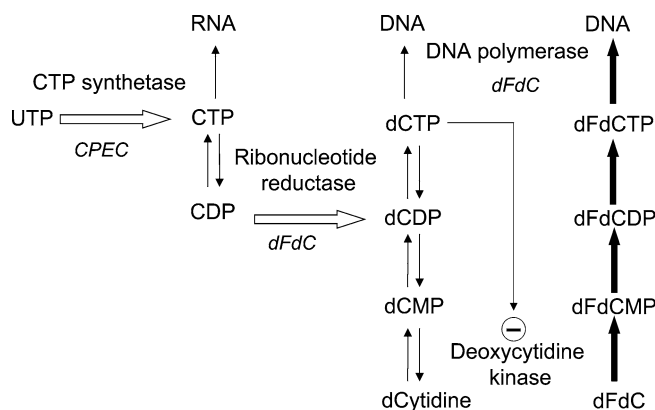 RNA
DNA
DNA
CTP synthetase
DNA polymerase
dFdC
UTP
CTP
dCTP
dFdCTP
CPEC
Ribonucleotide
reductase
CDP
dCDP
dFdCDP
dFdC
dCMP
dFdCMP
−
Deoxycytidine
kinase
dCytidine
dFdC